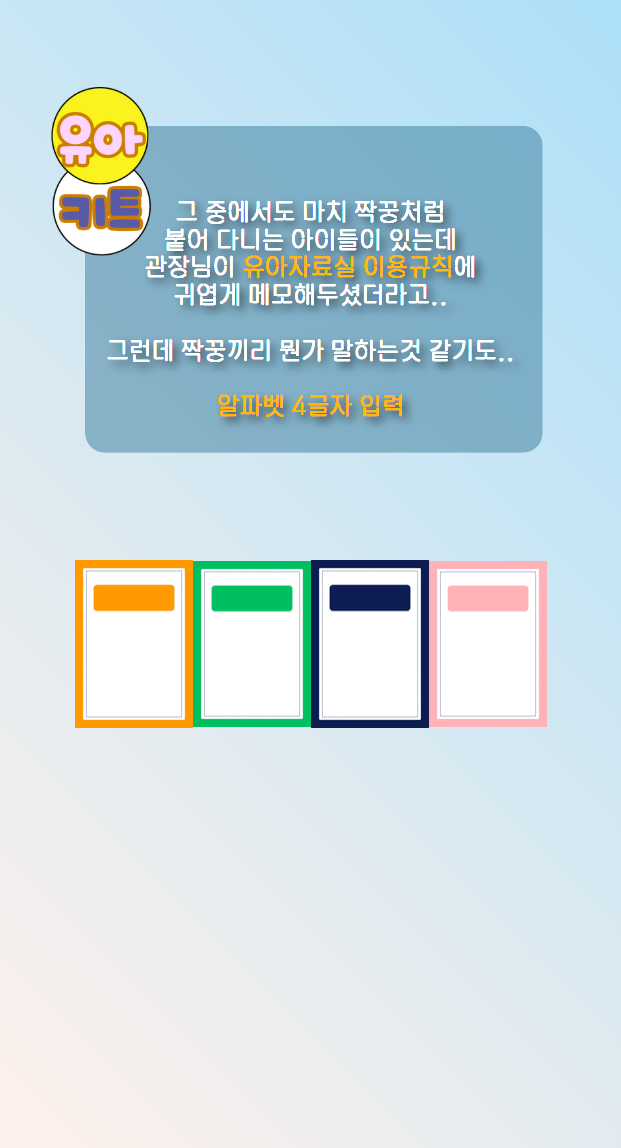 유아
키트
그 중에서도 마치 짝꿍처럼
붙어 다니는 아이들이 있는데
관장님이 유아자료실 이용규칙에
귀엽게 메모해두셨더라고..
그런데 짝꿍끼리 뭔가 말하는것 같기도..
알파벳 4글자 입력